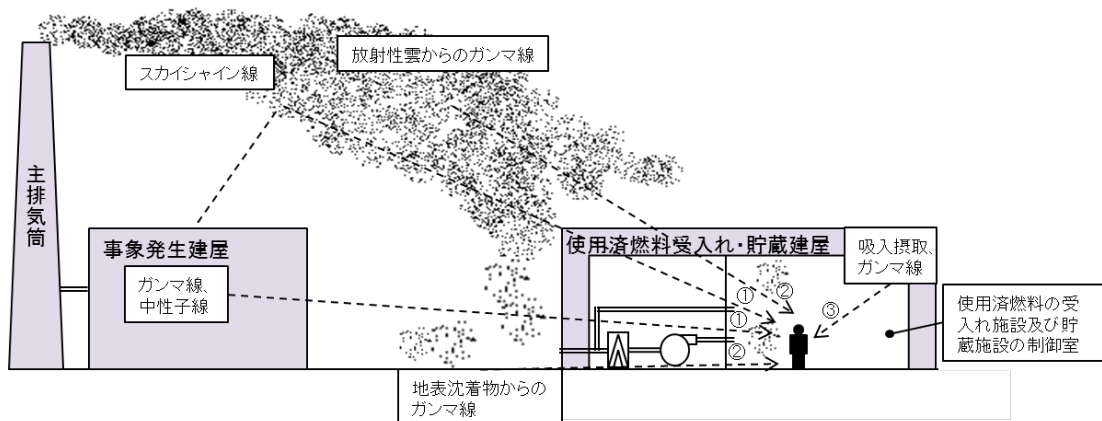 スカイシャイン線
放射性雲からのガンマ線
主排気筒
事象発生建屋
ガンマ線、
中性子線
使用済燃料受入れ・貯蔵建屋
吸入摂取、
ガンマ線
①
②
①
③
②
使用済燃料の受
入れ施設及び貯
蔵施設の制御室
地表沈着物からの
ガンマ線